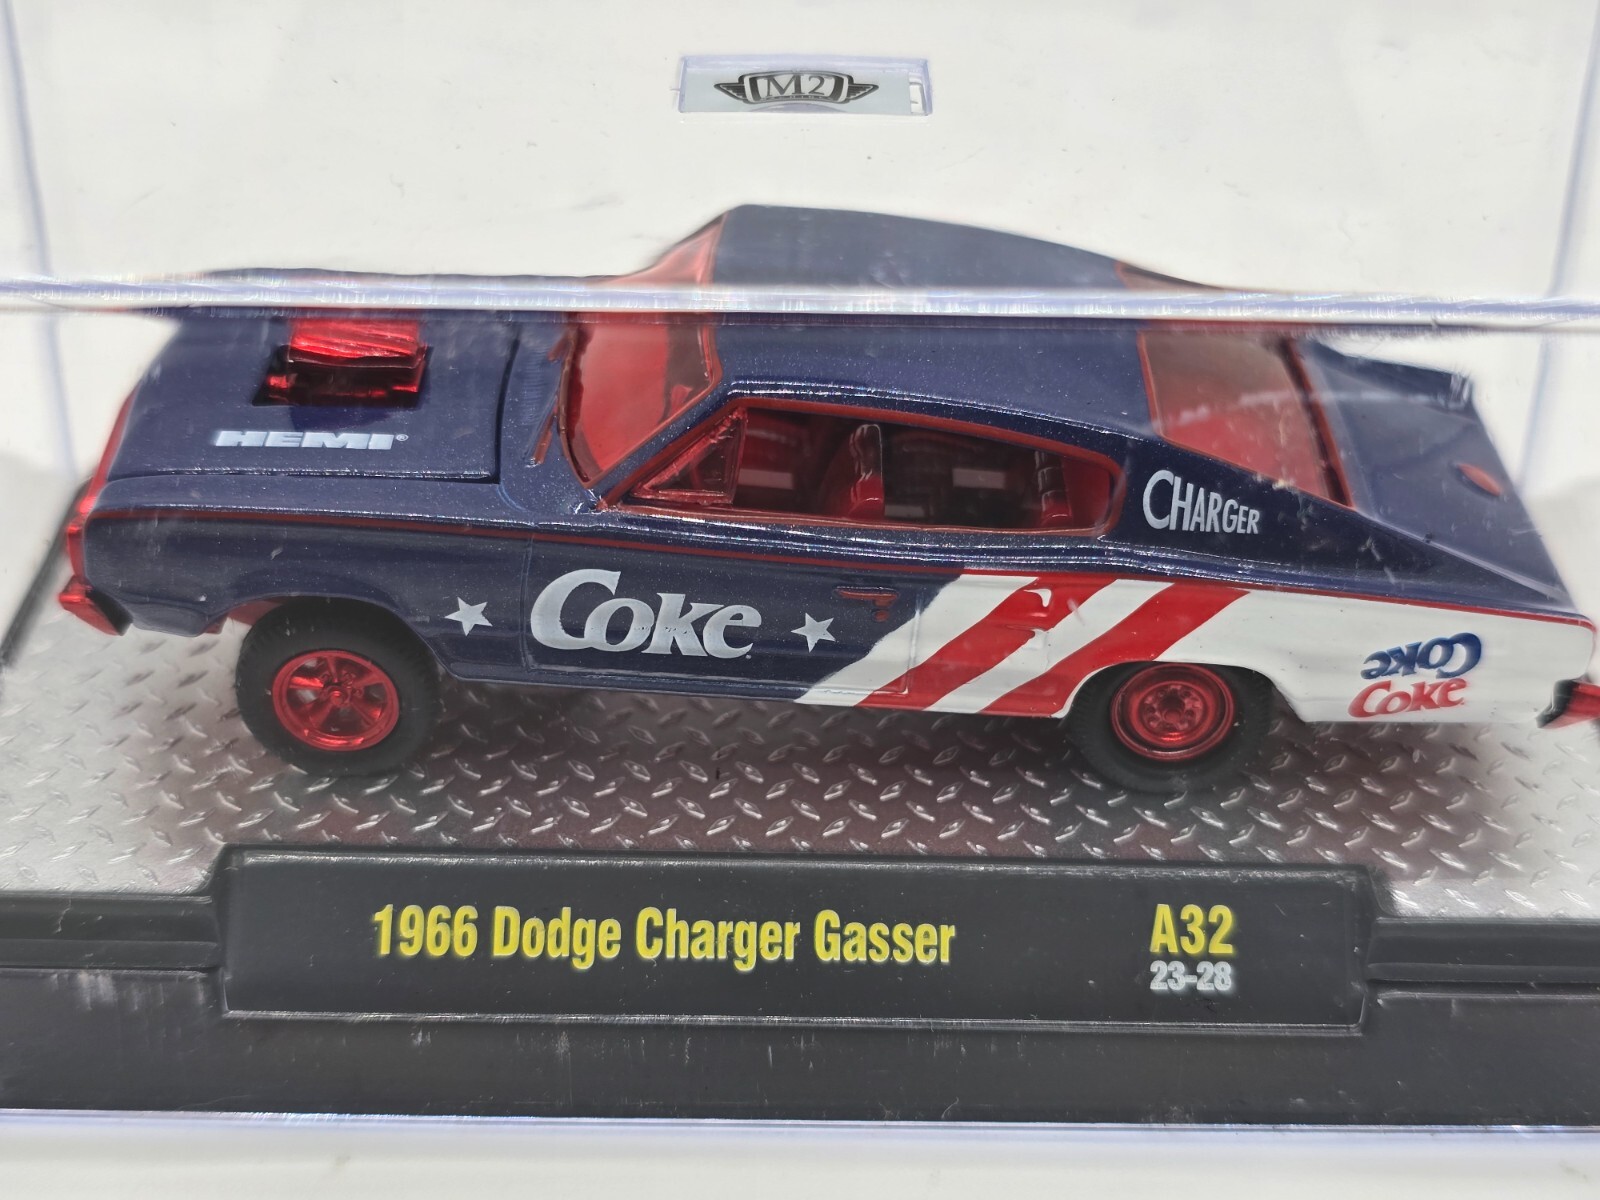 M2
HEMI®
CHARGER
Coke
Coke
Coke
1966 Dodge Charger Gasser
A32
23-28